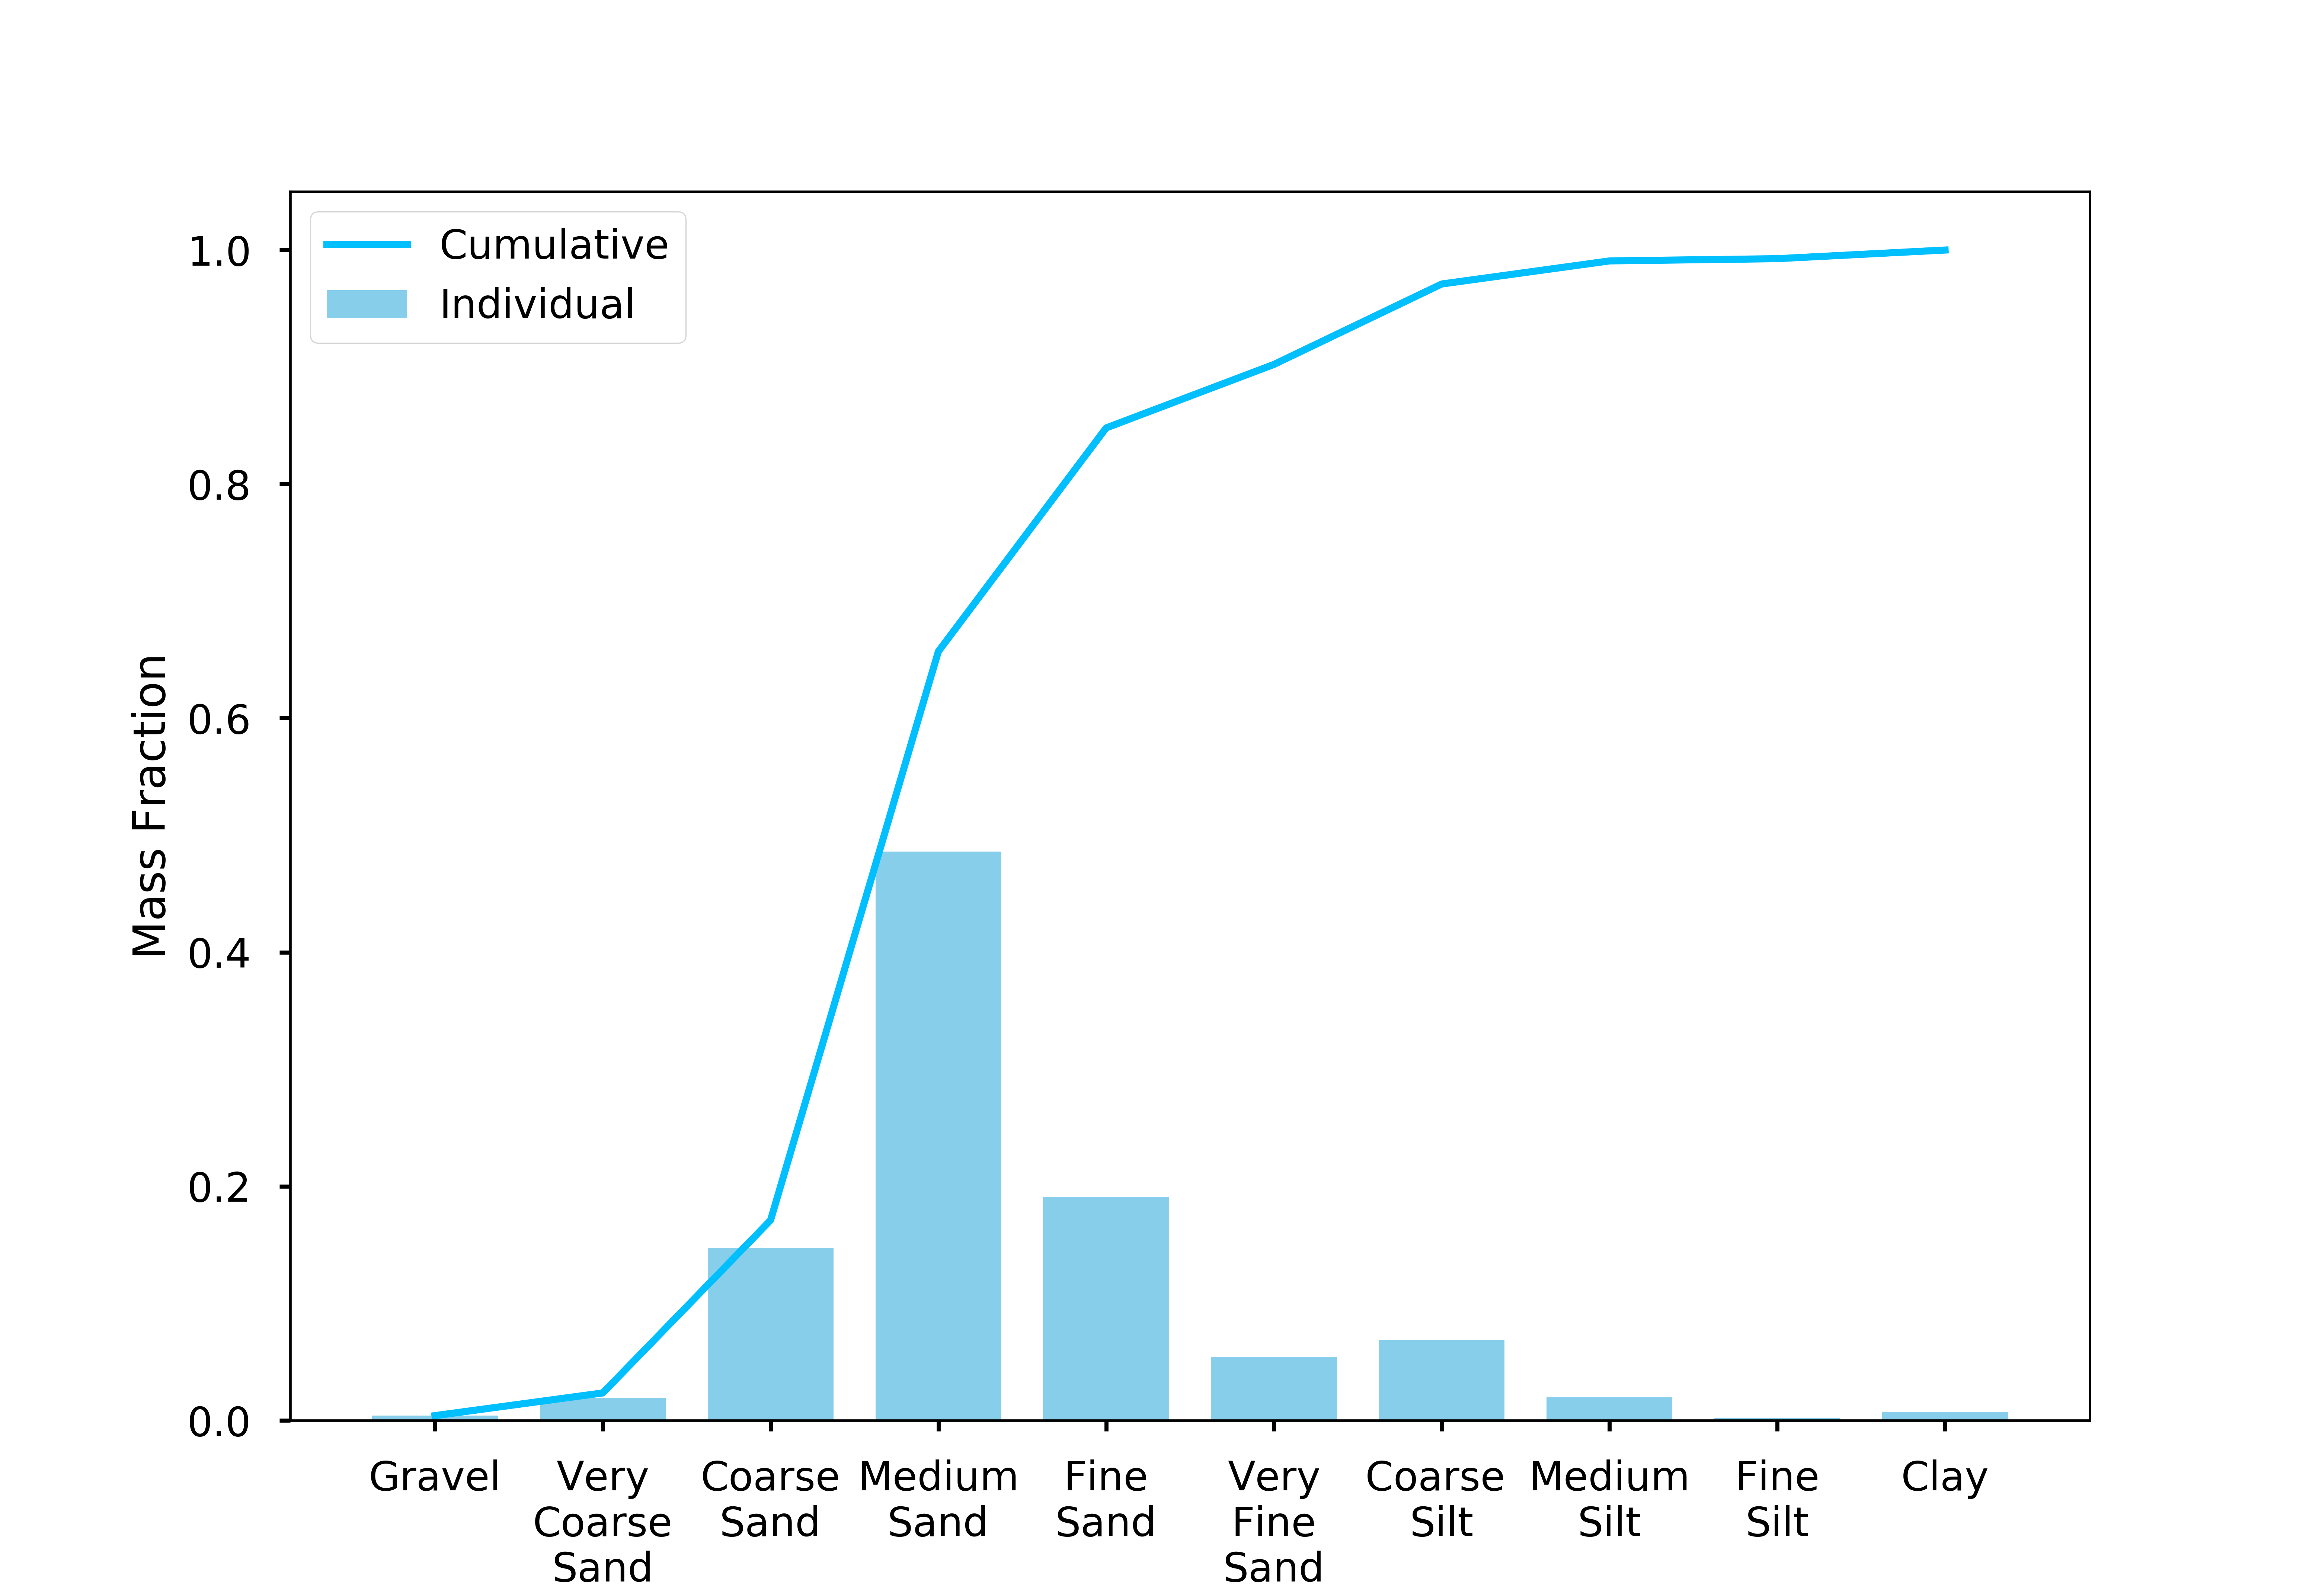 Cumulative
Individual
1.0
0.8
0.6
0.4
0.2
0.0
Mass Fraction
Gravel
Very
Coarse
Sand
Coarse
Sand
Medium
Sand
Fine
Sand
Very
Fine
Sand
Coarse
Silt
Medium
Silt
Fine
Silt
Clay